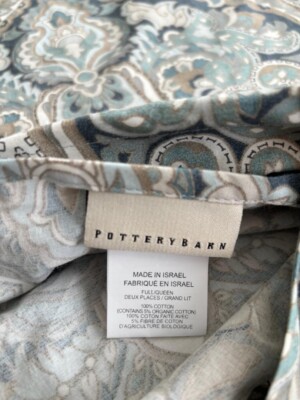 POTTERYBARN
MADE IN ISRAEL
FABRIQUE EN ISRAEL
FULL/QUEEN
DEUX PLACES / GRAND LIT
100% COTTON
(CONTAINS 5% ORGANIC COTTON)
100% COTON FAITE AVEC
5% FIBRE DE COTON
D'AGRICULTURE BIOLOGIQUE